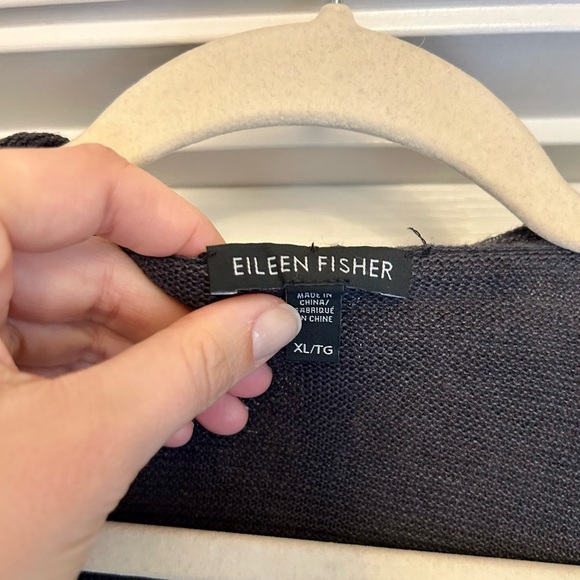 EILEEN FISHER
MADE IN
CHINA/
FABRIQUÉ
EN CHINE
XL/TG